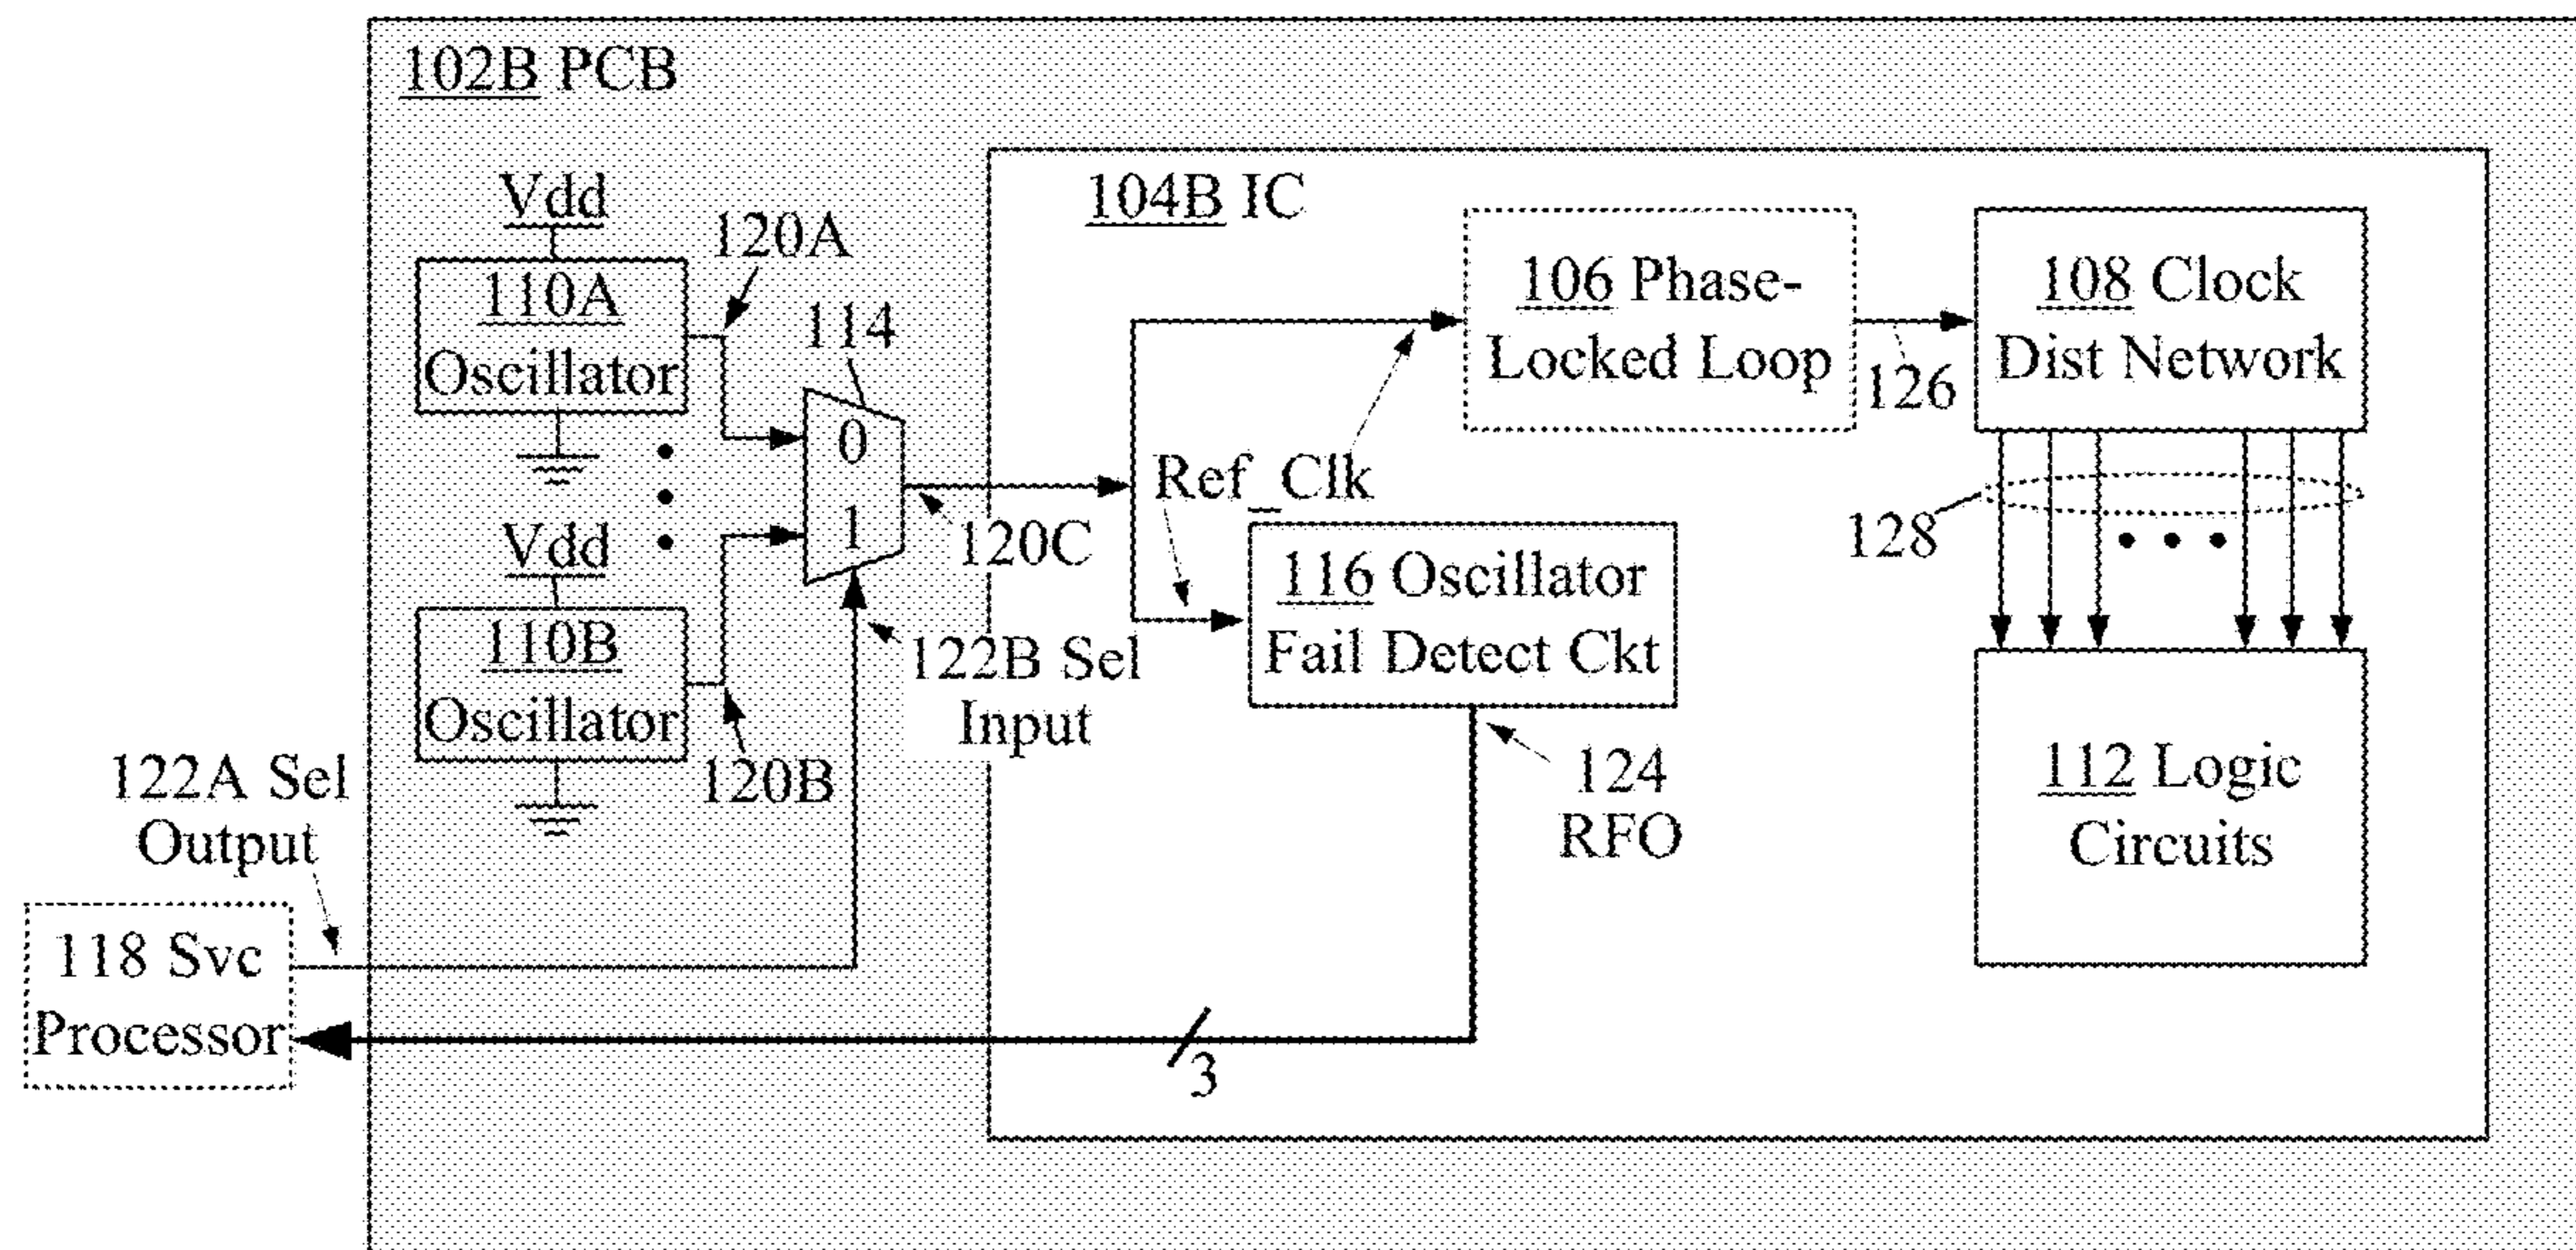 102B PCB
Vdd
110A
Oscillator
120A
114
0
1
Vdd
110B
Oscillator
120B
120C
122B Sel
Input
122A Sel
Output
118 Svc
Processor
104B IC
Ref_Clk
106 Phase-
Locked Loop
126
108 Clock
Dist Network
128
116 Oscillator
Fail Detect Ckt
124
RFO
112 Logic
Circuits
3